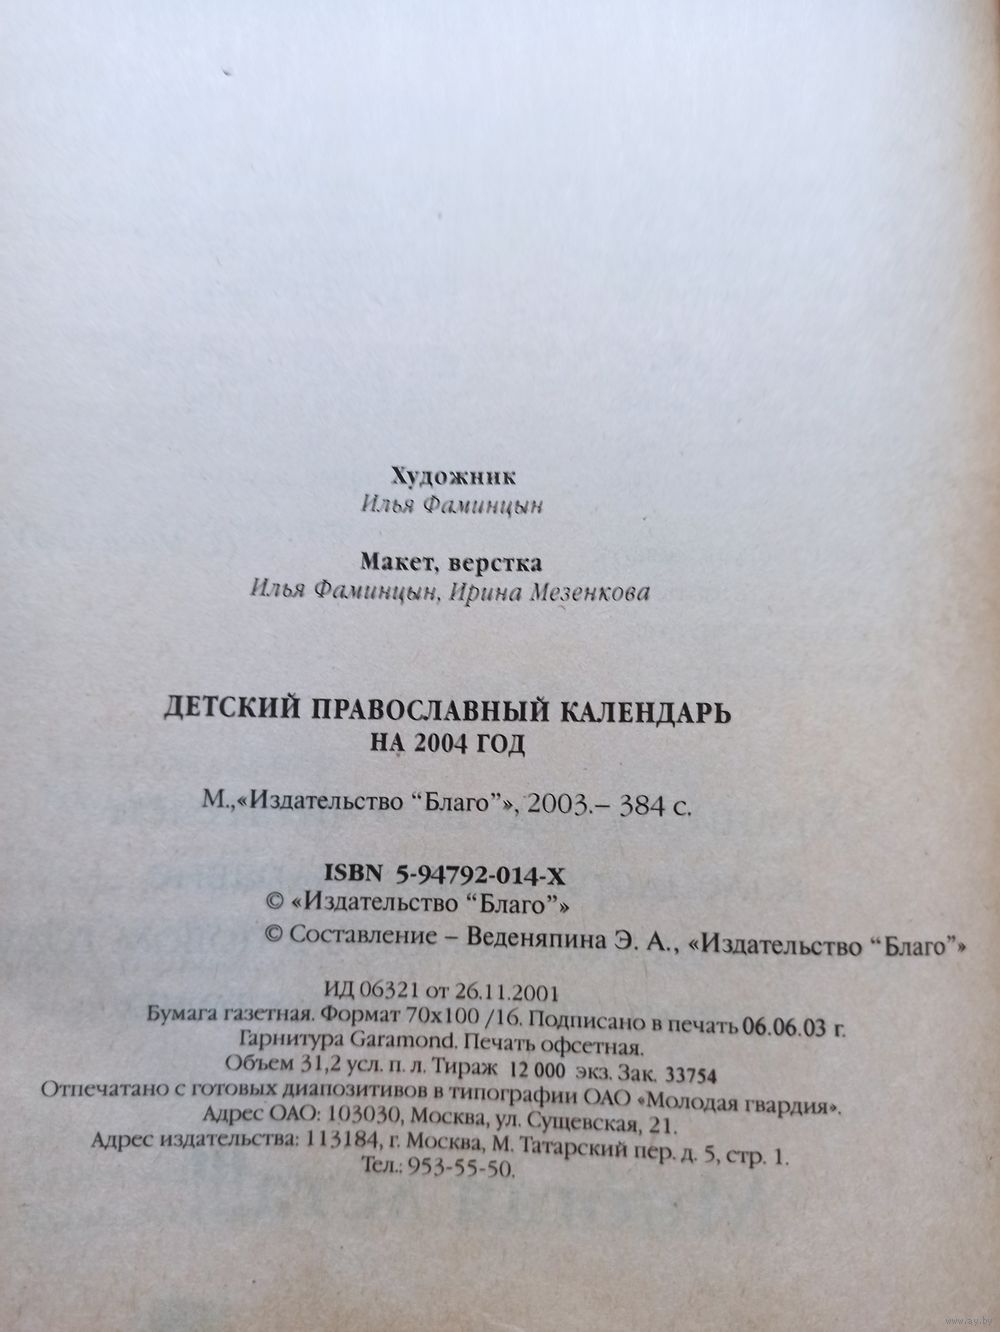 Художник
Илья Фаминцын
Макет, верстка
Илья Фаминцын, Ирина Мезенкова
ДЕТСКИЙ ПРАВОСЛАВНЫЙ КАЛЕНДАРЬ
НА 2004 ГОД
М.,«Издательство “Благо”», 2003.– 384 с.
ISBN 5-94792-014-X
© «Издательство “Благо”»
© Составление – Веденяпина Э. А., «Издательство “Благо”»
ИД 06321 от 26.11.2001
Бумага газетная. Формат 70х100 /16. Подписано в печать 06.06.03 г.
Гарнитура Garamond. Печать офсетная.
Объем 31,2 усл. п. л. Тираж 12 000 экз. Зак. 33754
Отпечатано с готовых диапозитивов в типографии ОАО «Молодая гвардия».
Адрес ОАО: 103030, Москва, ул. Сущевская, 21.
Адрес издательства: 113184, г. Москва, М. Татарский пер. д. 5, стр. 1.
Тел.: 953-55-50.
www.ay.by